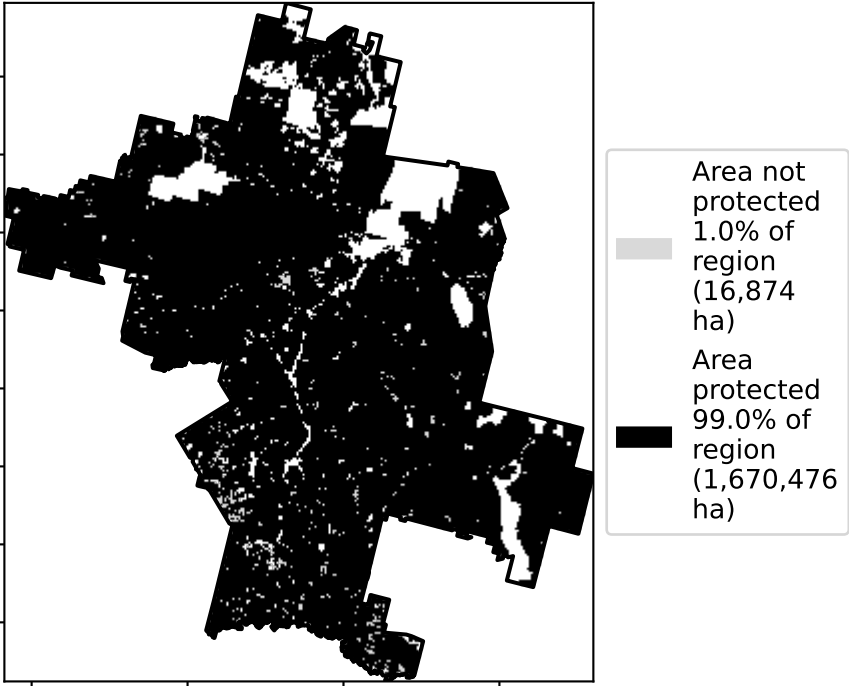 Area not
protected
1.0% of
region
(16,874
ha)
Area
protected
99.0% of
region
(1,670,476
ha)